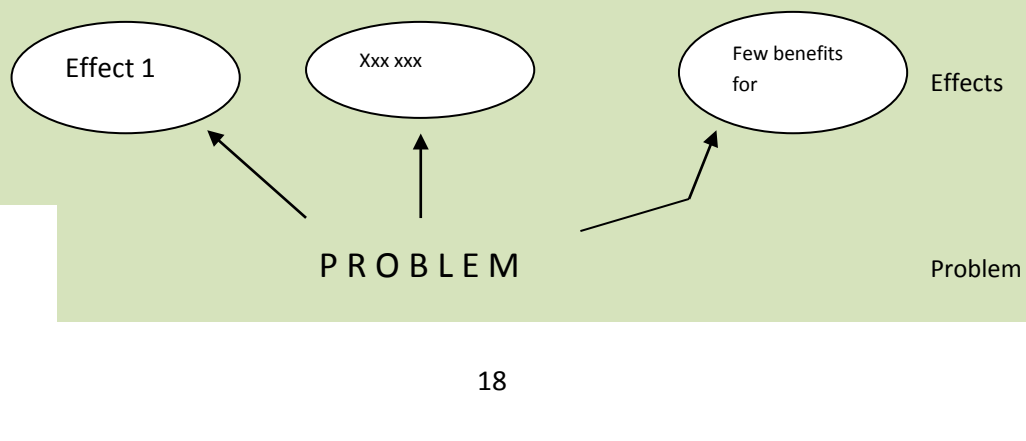 Effect 1
Xxx xxx
Few benefits
for
Effects
P R O B L E M
Problem
18